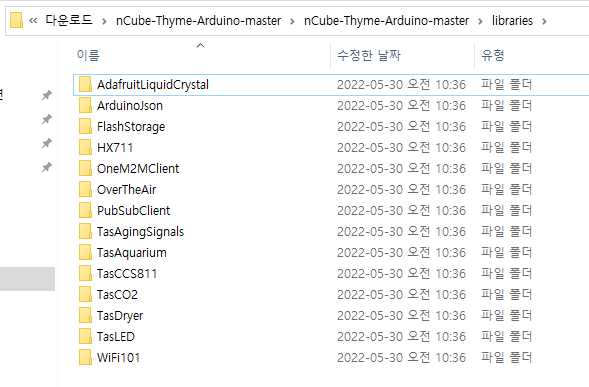 « 다운로드 > nCube-Thyme-Arduino-master > nCube-Thyme-Arduino-master > libraries >
이름 수정한 날짜 유형
AdafruitLiquidCrystal 2022-05-30 오전 10:36 파일 폴더
ArduinoJson 2022-05-30 오전 10:36 파일 폴더
FlashStorage 2022-05-30 오전 10:36 파일 폴더
HX711 2022-05-30 오전 10:36 파일 폴더
OneM2MClient 2022-05-30 오전 10:36 파일 폴더
OverTheAir 2022-05-30 오전 10:36 파일 폴더
PubSubClient 2022-05-30 오전 10:36 파일 폴더
TasAgingSignals 2022-05-30 오전 10:36 파일 폴더
TasAquarium 2022-05-30 오전 10:36 파일 폴더
TasCCS811 2022-05-30 오전 10:36 파일 폴더
TasCO2 2022-05-30 오전 10:36 파일 폴더
TasDryer 2022-05-30 오전 10:36 파일 폴더
TasLED 2022-05-30 오전 10:36 파일 폴더
WiFi101 2022-05-30 오전 10:36 파일 폴더